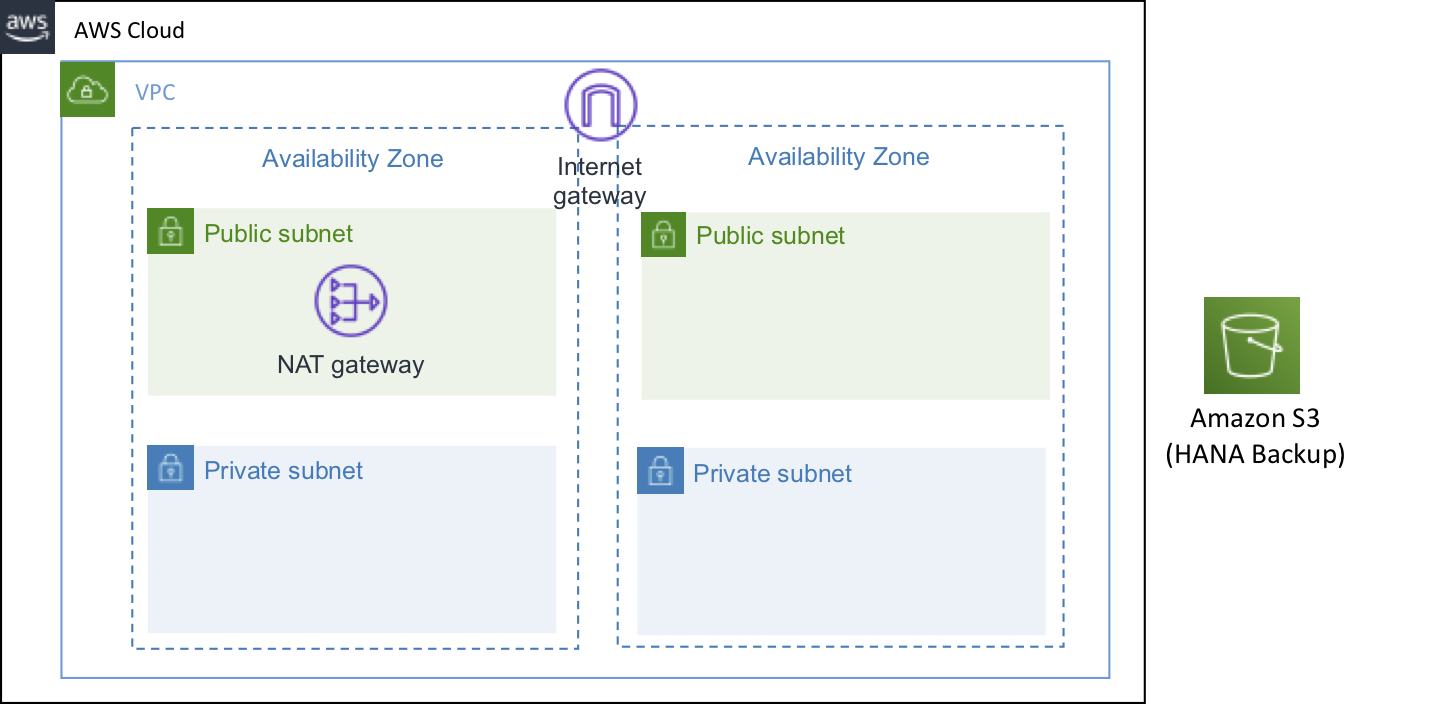 aws
AWS Cloud
VPC
Internet
gateway
Availability Zone
Availability Zone
Public subnet
Public subnet
NAT gateway
Private subnet
Private subnet
Amazon S3
(HANA Backup)